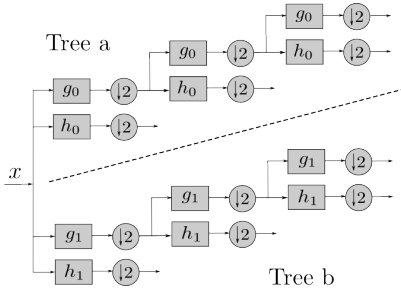 g₀ ↓2
Tree a
g₀ ↓2 h₀ ↓2
g₀ ↓2 h₀ ↓2
h₀ ↓2
x
g₁ ↓2
g₁ ↓2 h₁ ↓2
g₁ ↓2 h₁ ↓2
h₁ ↓2
Tree b